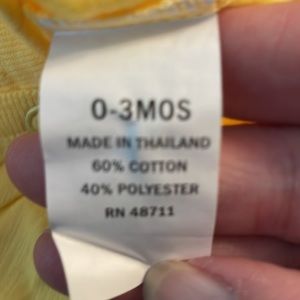 0-3MOS
MADE IN THAILAND
60% COTTON
40% POLYESTER
RN 48711